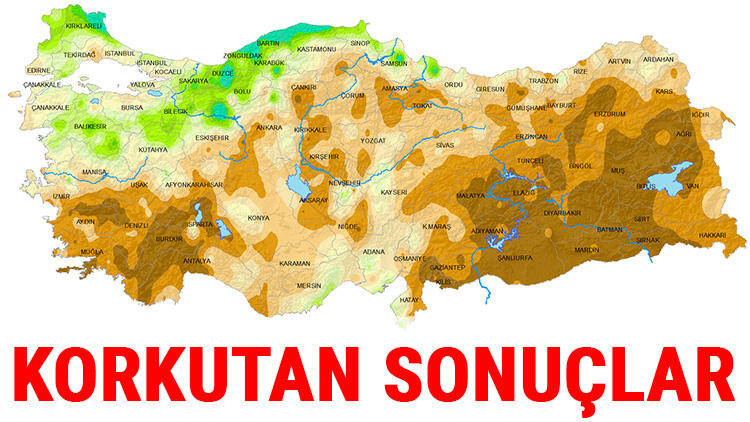 KIRKLARELİ
TEKİRDAĞ
İSTANBUL
EDİRNE
ÇANAKKALE
ÇANAKKALE
İSTANBUL
KOCAELİ
YALOVA
SAKARYA
DÜZCE
BOLU
ZONGULDAK
BARTIN
KARABÜK
KASTAMONU
SİNOP
SAMSUN
ORDU
GİRESUN
TRABZON
RİZE
ARTVİN
ARDAHAN
KARS
IĞDIR
AĞRI
BURSA
BİLECİK
BALIKESİR
KÜTAHYA
ESKİŞEHİR
ANKARA
ÇANKIRI
ÇORUM
AMASYA
TOKAT
GÜMÜŞHANE
BAYBURT
ERZURUM
ERZİNCAN
KIRIKKALE
YOZGAT
SİVAS
TUNCELİ
BİNGÖL
MUŞ
BİTLİS
VAN
MANİSA
İZMİR
UŞAK
AFYONKARAHİSAR
KIRŞEHİR
NEVŞEHİR
AKSARAY
KAYSERİ
MALATYA
ELAZIĞ
DİYARBAKIR
BATMAN
SİİRT
ŞIRNAK
HAKKARİ
AYDIN
DENİZLİ
MUĞLA
BURDUR
ISPARTA
ANTALYA
KONYA
KARAMAN
NİĞDE
MERSİN
ADANA
OSMANİYE
HATAY
K.MARAŞ
GAZİANTEP
KİLİS
ADIYAMAN
ŞANLIURFA
MARDİN
KORKUTAN SONUÇLAR